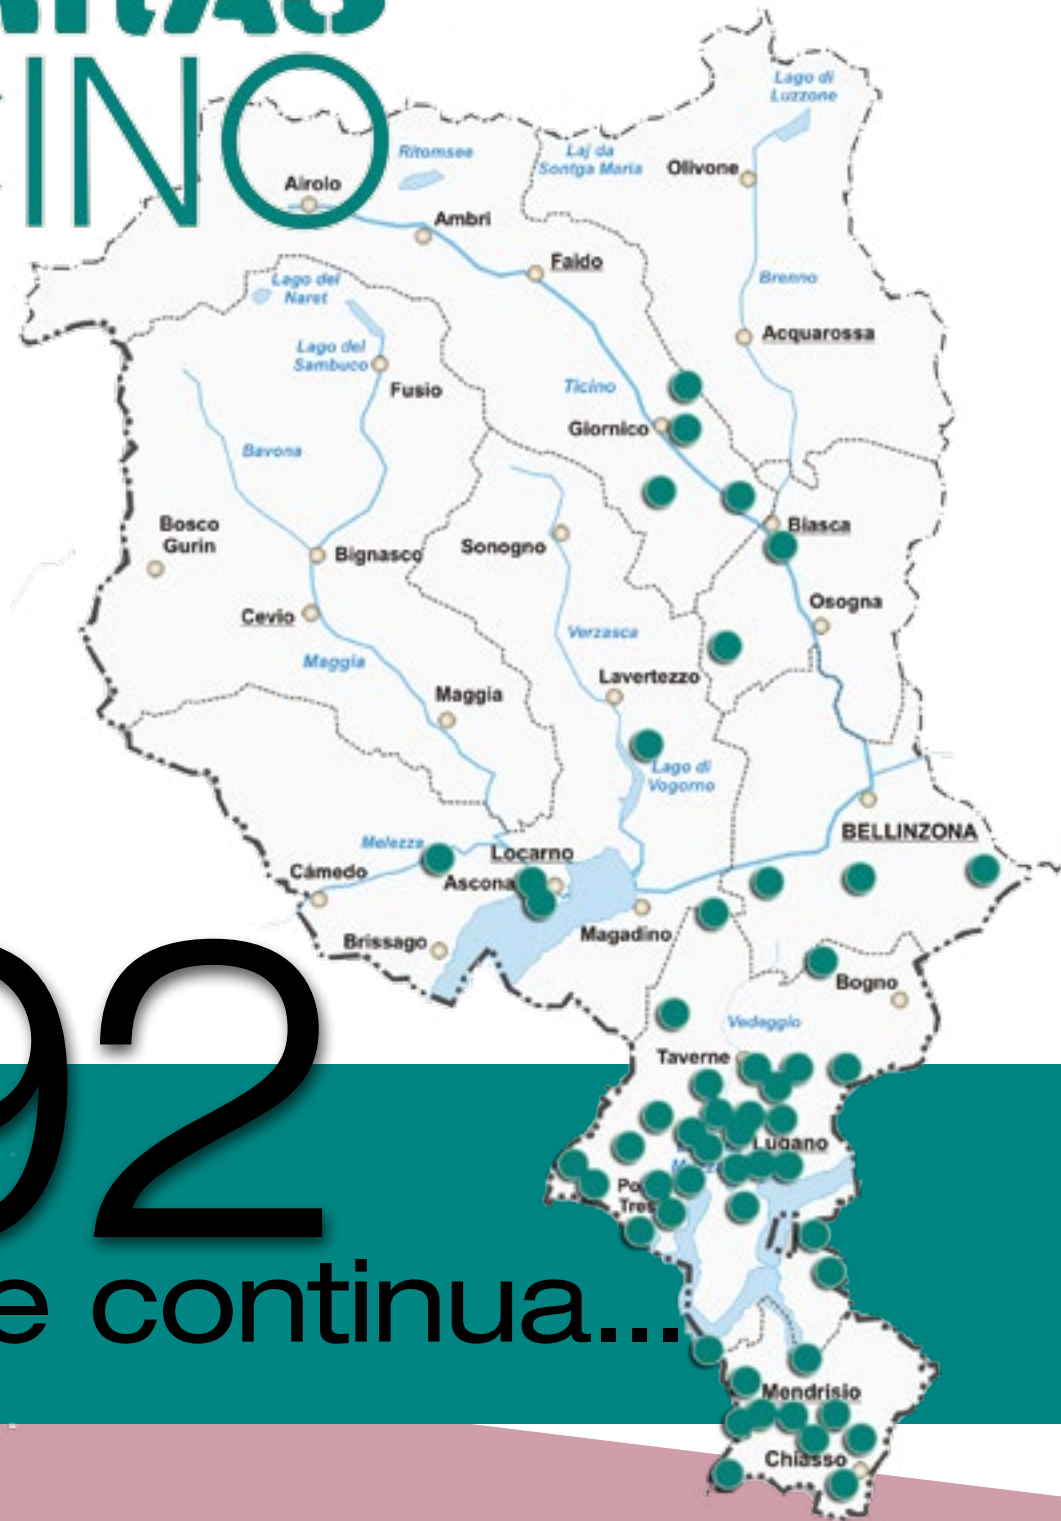 INO
Lago di
Luzzone
Ritomsee
Laj da
Sontga Maria
Olivone
Airolo
Ambri
Faido
Brenno
Lago del
Naret
Acquarossa
Lago del
Sambuco
Fusio
Ticino
Giornico
Bavona
Bosco
Gurin
Biasca
Sonogno
Bignasco
Osogna
Cevio
Verzasca
Maggia
Lavertezzo
Maggia
Lago di
Vogorno
BELLINZONA
Melezza
Locarno
Cámedo
Ascona
Magadino
Brissago
Bogno
Vedeggio
Taverne
92
Lugano
e continua...
Mendrisio
Chiasso